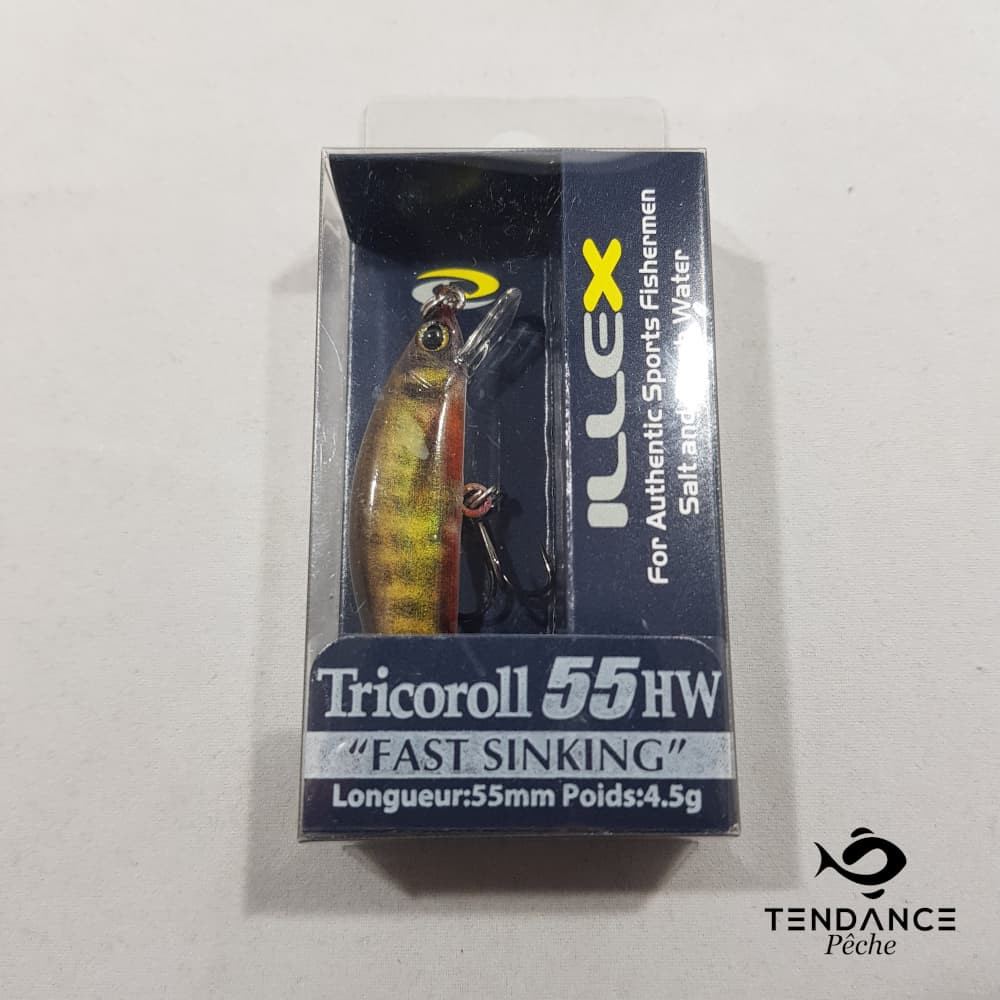 ILLEX
For Authentic Sports Fishermen
Salt and Water
Tricoroll 55HW
"FAST SINKING"
Longueur:55mm Poids:4.5g
TENDANCE
Pêche